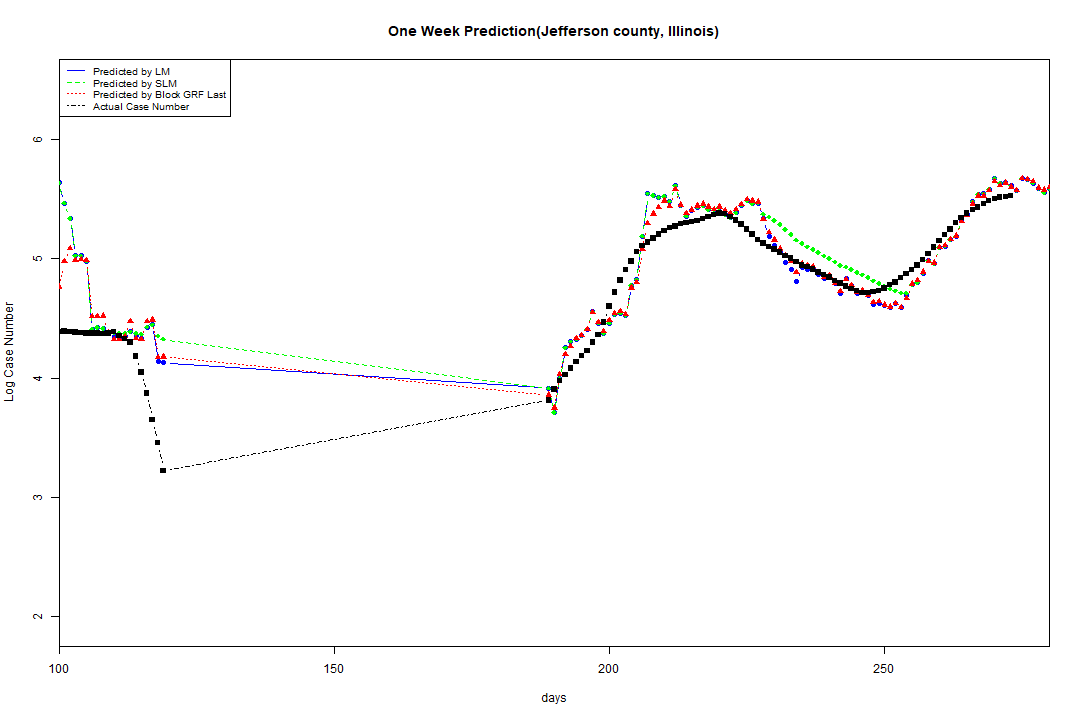 One Week Prediction(Jefferson county, Illinois)
Predicted by LM
Predicted by SLM
Predicted by Block GRF Last
Actual Case Number
6
5
4
3
2
Log Case Number
100
150
200
250
days